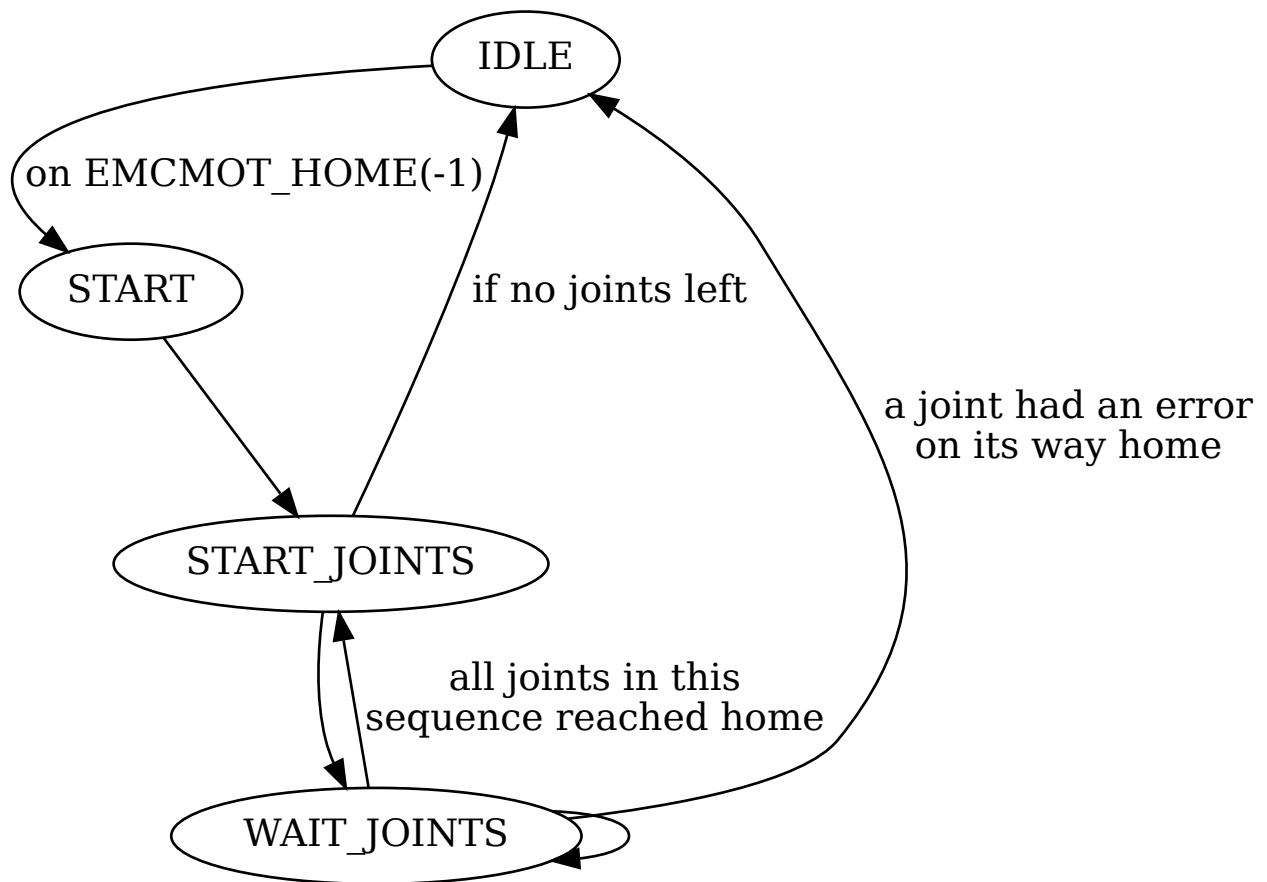 IDLE
on EMCMOT_HOME(-1)
START
if no joints left
a joint had an error
on its way home
START_JOINTS
all joints in this
sequence reached home
WAIT_JOINTS